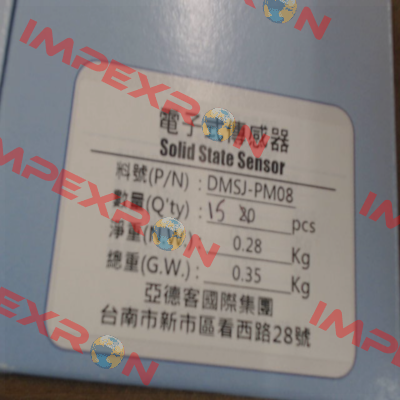 IMPEXRON
電子式傳感器
Solid State Sensor
料號(P/N) : DMSJ-PM08
數量(Q'ty) : 15 20 pcs
淨重(N.W.) : 0.28 Kg
總重(G.W.) : 0.35 Kg
亞德客國際集團
台南市新市區看西路28號
IMPEXRON
IMPEXRON